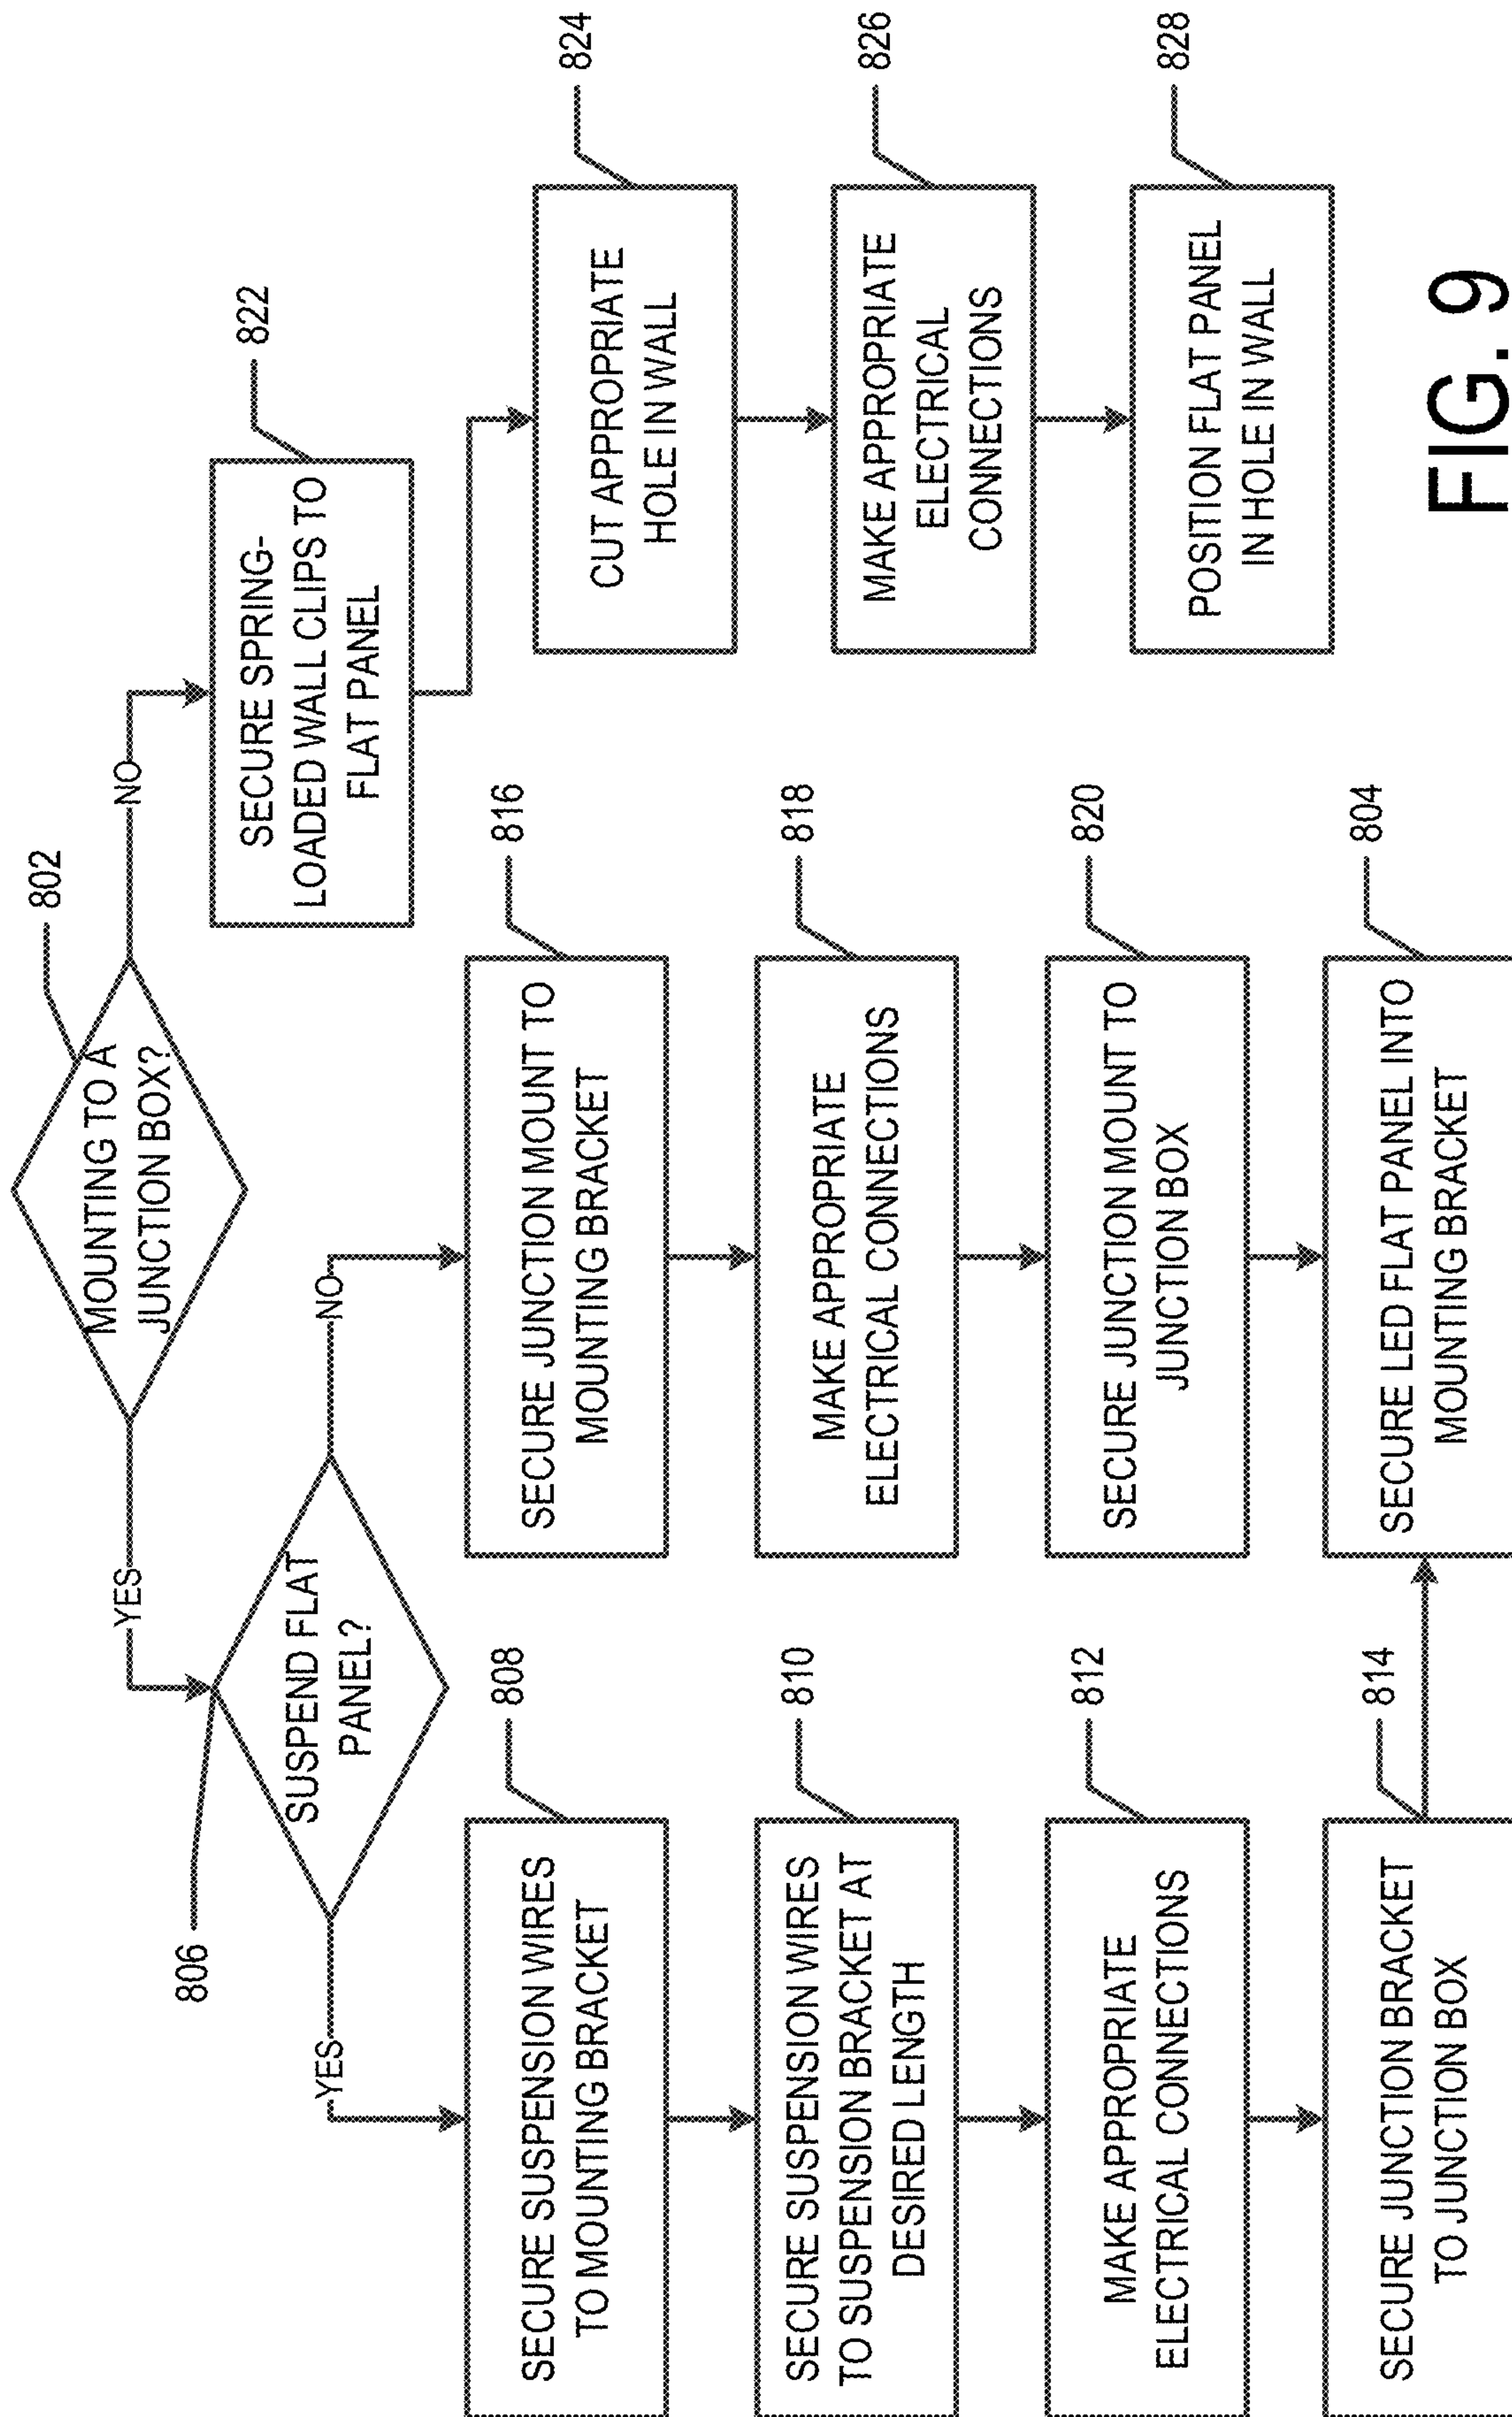 802
MOUNTING TO A
JUNCTION BOX?
YES
NO
806
SUSPEND FLAT
PANEL?
YES
NO
808
SECURE SUSPENSION WIRES
TO MOUNTING BRACKET
810
SECURE SUSPENSION WIRES
TO SUSPENSION BRACKET AT
DESIRED LENGTH
812
MAKE APPROPRIATE
ELECTRICAL CONNECTIONS
814
SECURE JUNCTION BRACKET
TO JUNCTION BOX
816
SECURE JUNCTION MOUNT TO
MOUNTING BRACKET
818
MAKE APPROPRIATE
ELECTRICAL CONNECTIONS
820
SECURE JUNCTION MOUNT TO
JUNCTION BOX
804
SECURE LED FLAT PANEL INTO
MOUNTING BRACKET
822
SECURE SPRING-
LOADED WALL CLIPS TO
FLAT PANEL
824
CUT APPROPRIATE
HOLE IN WALL
826
MAKE APPROPRIATE
ELECTRICAL
CONNECTIONS
828
POSITION FLAT PANEL
IN HOLE IN WALL
FIG. 9